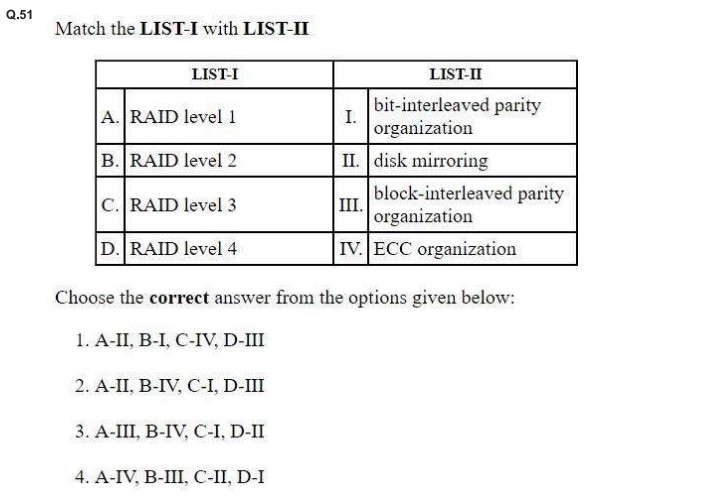 Q.51
Match the LIST-I with LIST-II
LIST-I LIST-II
A. RAID level 1 I. bit-interleaved parity
organization
B. RAID level 2 II. disk mirroring
C. RAID level 3 III. block-interleaved parity
organization
D. RAID level 4 IV. ECC organization
Choose the correct answer from the options given below:
1. A-II, B-I, C-IV, D-III
2. A-II, B-IV, C-I, D-III
3. A-III, B-IV, C-I, D-II
4. A-IV, B-III, C-II, D-I